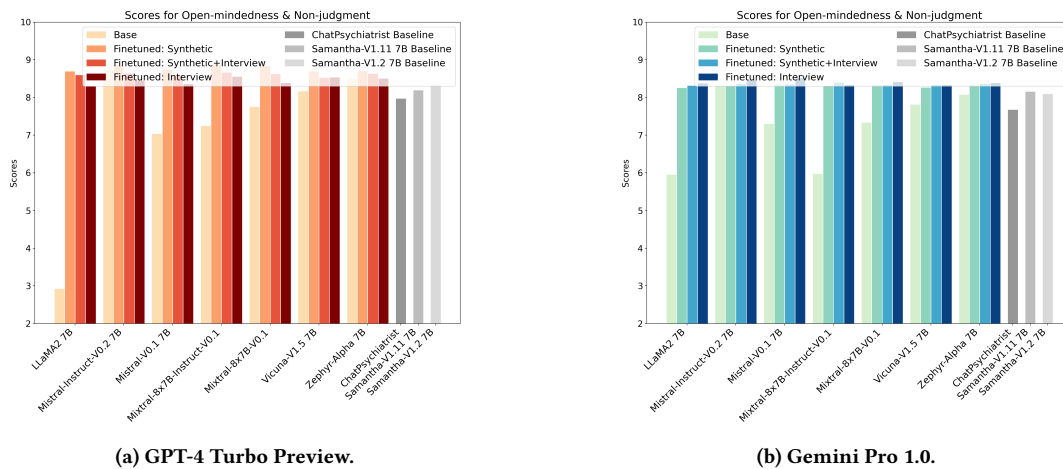 Scores for Open-mindedness & Non-judgment
Base
Finetuned: Synthetic
Finetuned: Synthetic+Interview
Finetuned: Interview
ChatPsychiatrist Baseline
Samantha-V1.11 7B Baseline
Samantha-V1.2 7B Baseline
Scores
10
9
8
7
6
5
4
3
2
LLaMA2 7B
Mistral-Instruct-V0.2 7B
Mistral-V0.1 7B
Mixtral-8x7B-Instruct-V0.1
Mixtral-8x7B-V0.1
Vicuna-V1.5 7B
Zephyr-Alpha 7B
ChatPsychiatrist
Samantha-V1.11 7B
Samantha-V1.2 7B
(a) GPT-4 Turbo Preview.
Scores for Open-mindedness & Non-judgment
Base
Finetuned: Synthetic
Finetuned: Synthetic+Interview
Finetuned: Interview
ChatPsychiatrist Baseline
Samantha-V1.11 7B Baseline
Samantha-V1.2 7B Baseline
Scores
10
9
8
7
6
5
4
3
2
LLaMA2 7B
Mistral-Instruct-V0.2 7B
Mistral-V0.1 7B
Mixtral-8x7B-Instruct-V0.1
Mixtral-8x7B-V0.1
Vicuna-V1.5 7B
Zephyr-Alpha 7B
ChatPsychiatrist
Samantha-V1.11 7B
Samantha-V1.2 7B
(b) Gemini Pro 1.0.